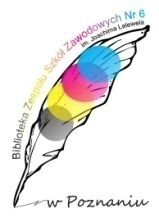 Biblioteka Zespołu Szkół Zawodowych Nr 6
im. Joachima Lelewela
w Poznaniu